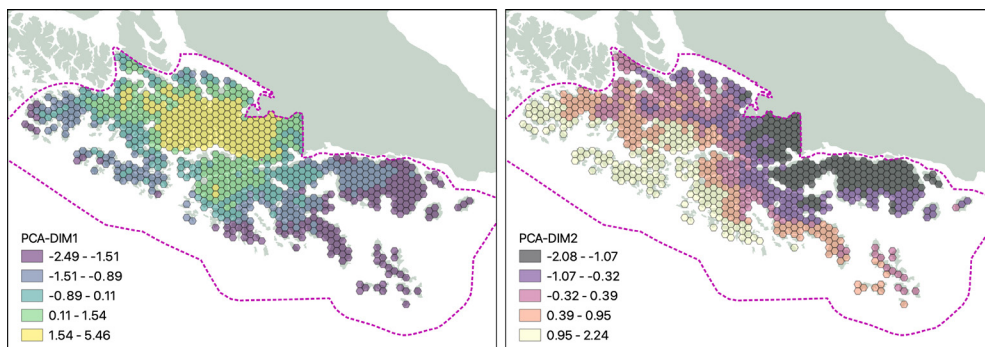 PCA-DIM1
-2.49 - -1.51
-1.51 - -0.89
-0.89 - 0.11
0.11 - 1.54
1.54 - 5.46
PCA-DIM2
-2.08 - -1.07
-1.07 - -0.32
-0.32 - 0.39
0.39 - 0.95
0.95 - 2.24